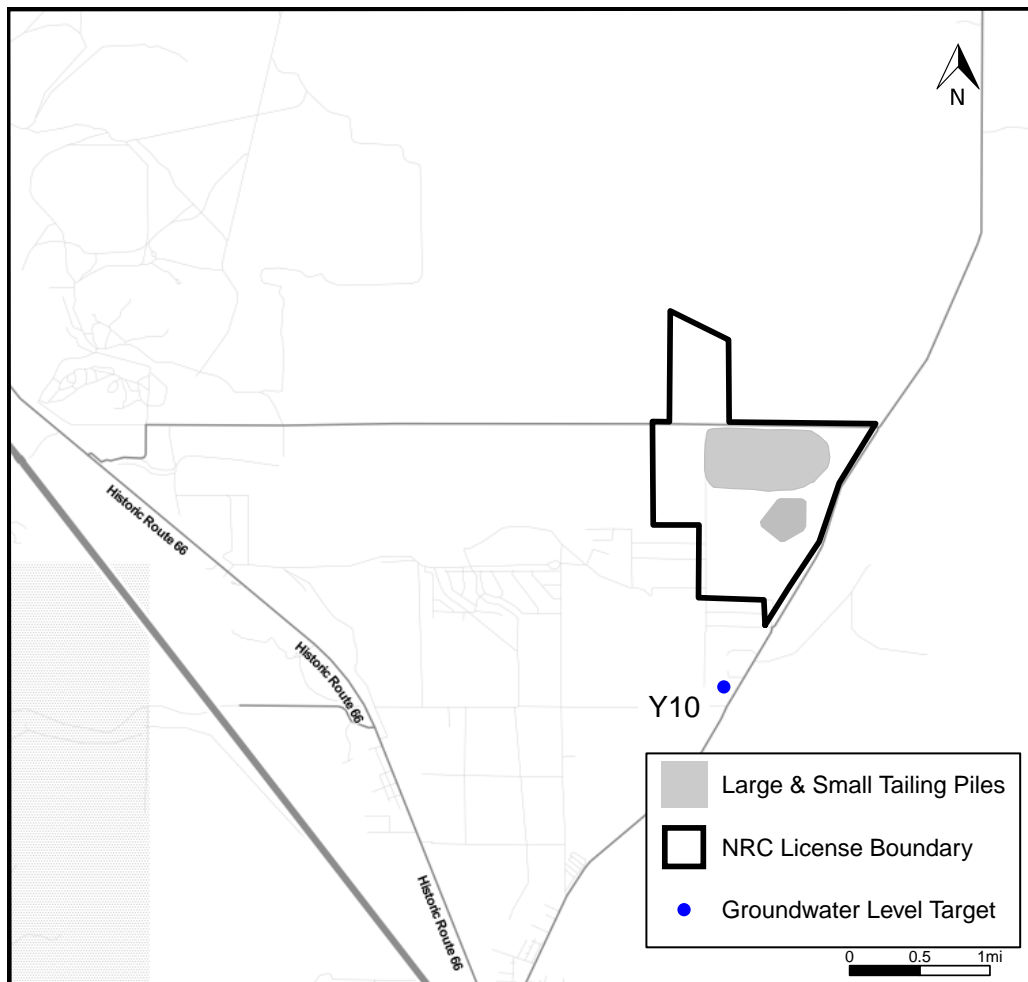 N
Historic Route 66
Historic Route 66
Y10
Large & Small Tailing Piles
NRC License Boundary
Historic Route 66
Groundwater Level Target
0 0.5 1mi